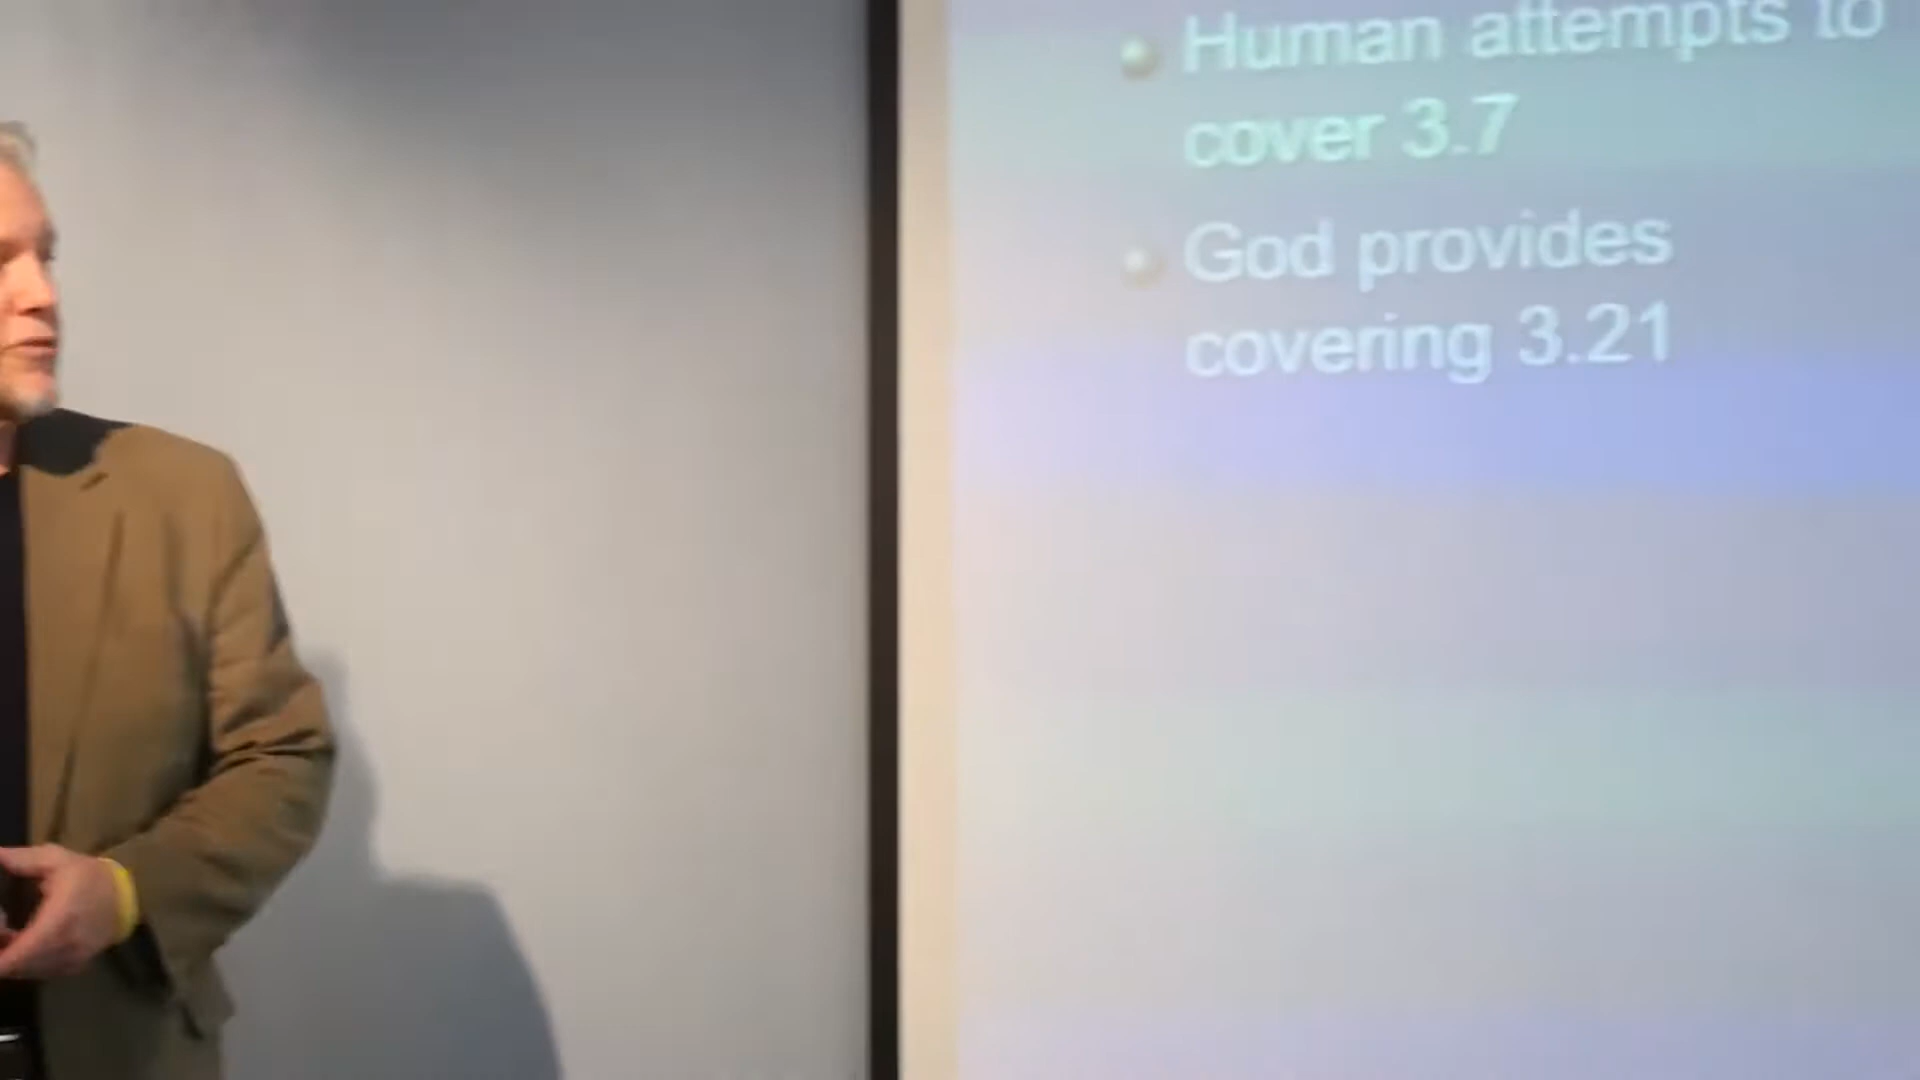 Human attempts to
cover 3.7
God provides
covering 3.21